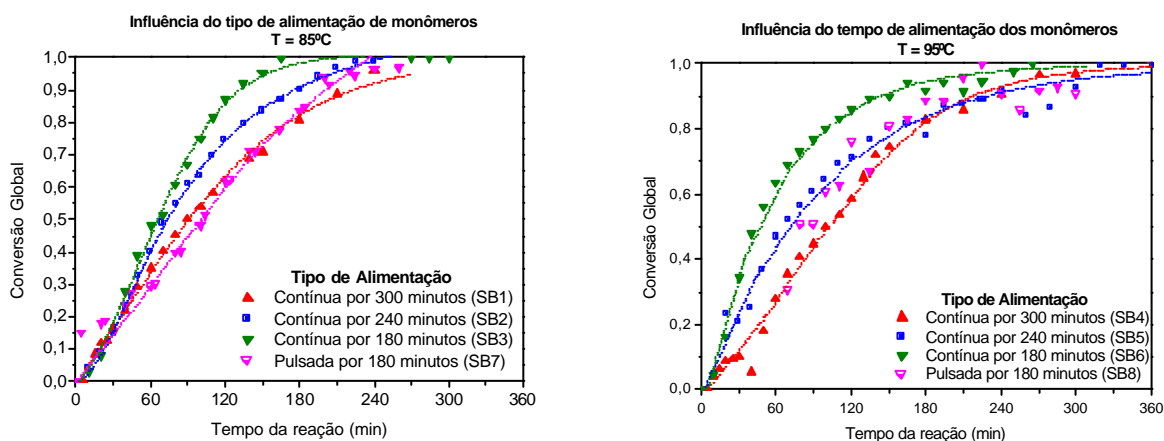 Influência do tipo de alimentação de monômeros
T = 85ºC
1,0
0,9
0,8
0,7
0,6
0,5
0,4
0,3
0,2
0,1
0,0
Conversão Global
Tipo de Alimentação
Contínua por 300 minutos (SB1)
Contínua por 240 minutos (SB2)
Contínua por 180 minutos (SB3)
Pulsada por 180 minutos (SB7)
0 60 120 180 240 300 360
Tempo da reação (min)
Influência do tempo de alimentação dos monômeros
T = 95ºC
1,0
0,8
0,6
0,4
0,2
0,0
Conversão Global
Tipo de Alimentação
Contínua por 300 minutos (SB4)
Contínua por 240 minutos (SB5)
Contínua por 180 minutos (SB6)
Pulsada por 180 minutos (SB8)
0 60 120 180 240 300 360
Tempo da reação (min)